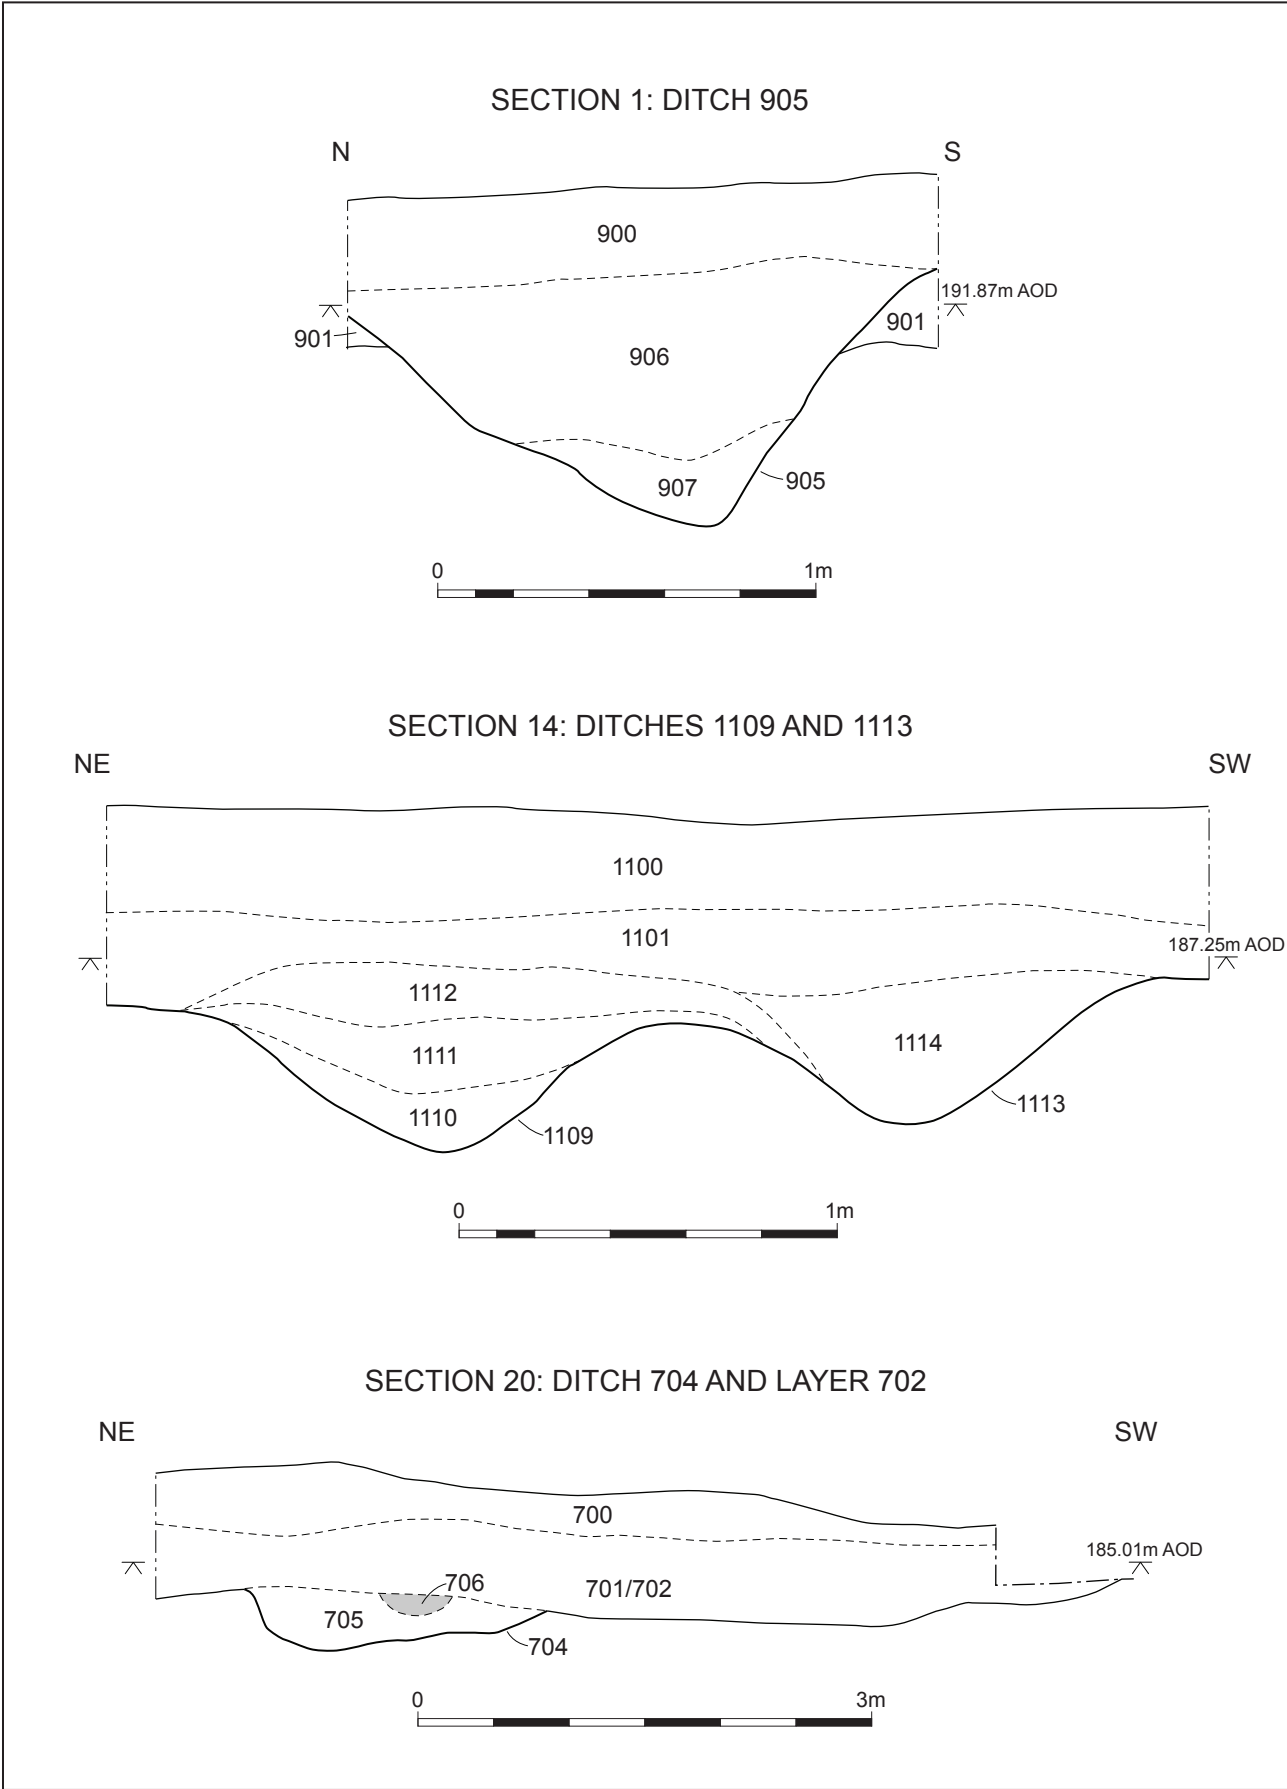 SECTION 1: DITCH 905
N S
900
191.87m AOD
901 901
906
907 905
0 1m
SECTION 14: DITCHES 1109 AND 1113
NE SW
1100
1101
187.25m AOD
1112
1111 1114
1110 1109 1113
0 1m
SECTION 20: DITCH 704 AND LAYER 702
NE SW
700
185.01m AOD
706 701/702
705
704
0 3m